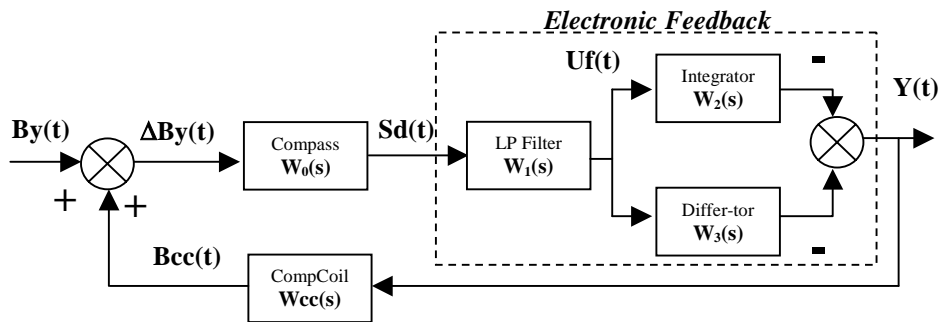 Electronic Feedback
Uf(t)
Integrator
W₂(s)
-
Y(t)
By(t)
ΔBy(t)
Compass
W₀(s)
Sd(t)
LP Filter
W₁(s)
+
+
Differ-tor
W₃(s)
-
Bcc(t)
CompCoil
Wcc(s)